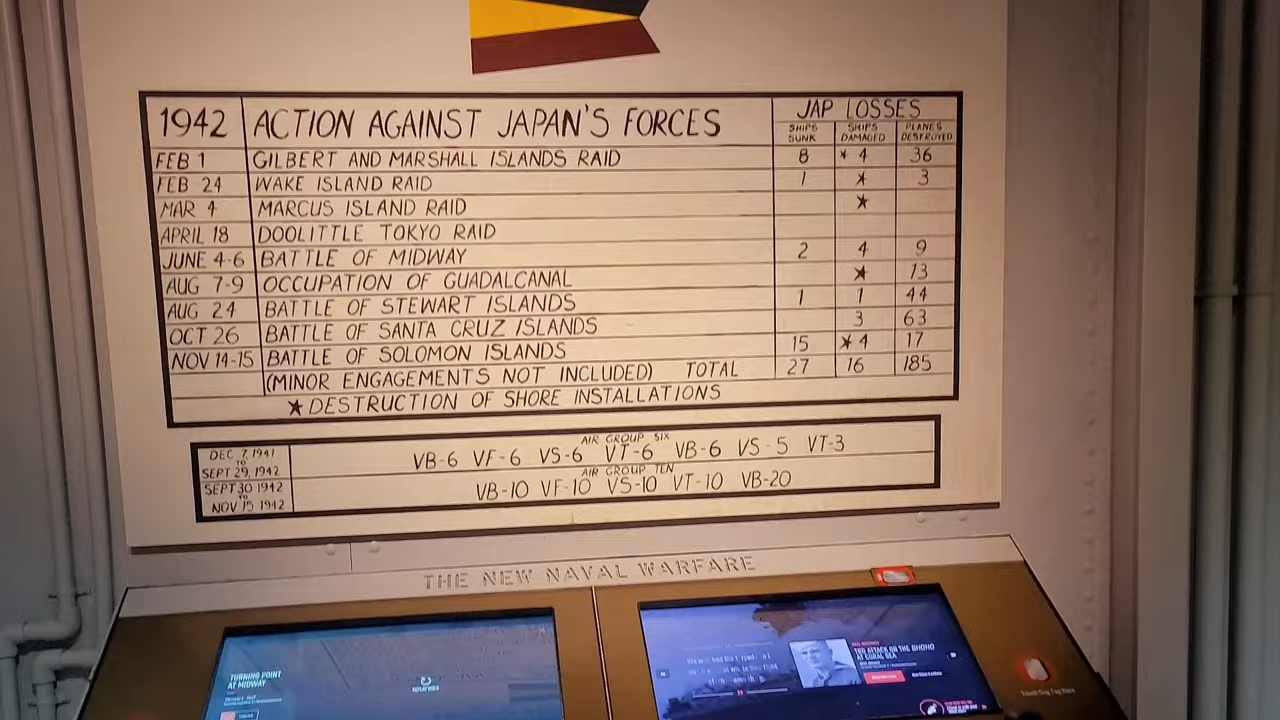 1942 ACTION AGAINST JAPAN'S FORCES JAP LOSSES
SHIPS SUNK SHIPS DAMAGED PLANES DESTROYED
FEB 1 GILBERT AND MARSHALL ISLANDS RAID 8 ★ 4 36
FEB 24 WAKE ISLAND RAID 1 ★ 3
MAR 4 MARCUS ISLAND RAID ★
APRIL 18 DOOLITTLE TOKYO RAID
JUNE 4-6 BATTLE OF MIDWAY 2 4 9
AUG 7-9 OCCUPATION OF GUADALCANAL ★ 13
AUG 24 BATTLE OF STEWART ISLANDS 1 1 44
OCT 26 BATTLE OF SANTA CRUZ ISLANDS 3 63
NOV 14-15 BATTLE OF SOLOMON ISLANDS 15 ★ 4 17
(MINOR ENGAGEMENTS NOT INCLUDED) TOTAL 27 16 185
★ DESTRUCTION OF SHORE INSTALLATIONS
DEC 7, 1941 TO SEPT 29, 1942
AIR GROUP SIX
VB-6 VF-6 VS-6 VT-6 VB-6 VS-5 VT-3
SEPT 30 1942 TO NOV 15 1942
AIR GROUP TEN
VB-10 VF-10 VS-10 VT-10 VB-20
THE NEW NAVAL WARFARE
TURNING POINT
AT MIDWAY
REPLAY VIDEO
ATTACK ON THE SHOHO
AT CORAL SEA
Touch Dog Tag Here